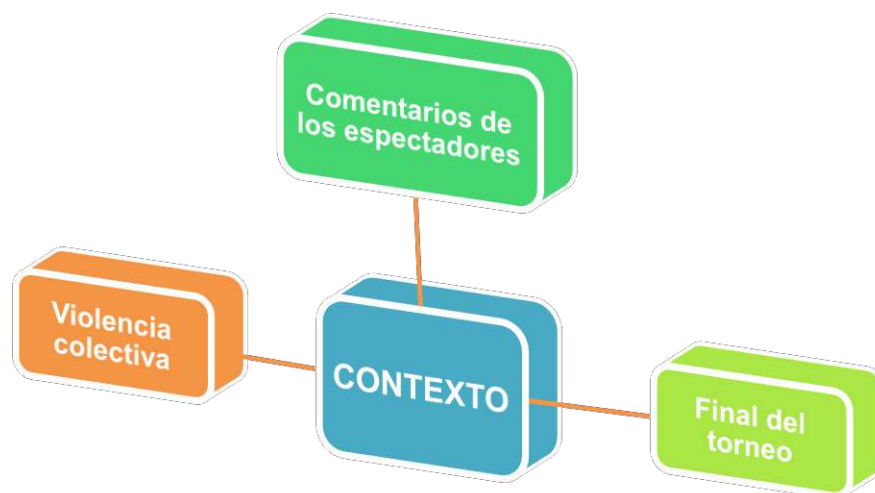 Comentarios de
los espectadores
Violencia
colectiva
CONTEXTO
Final del
torneo